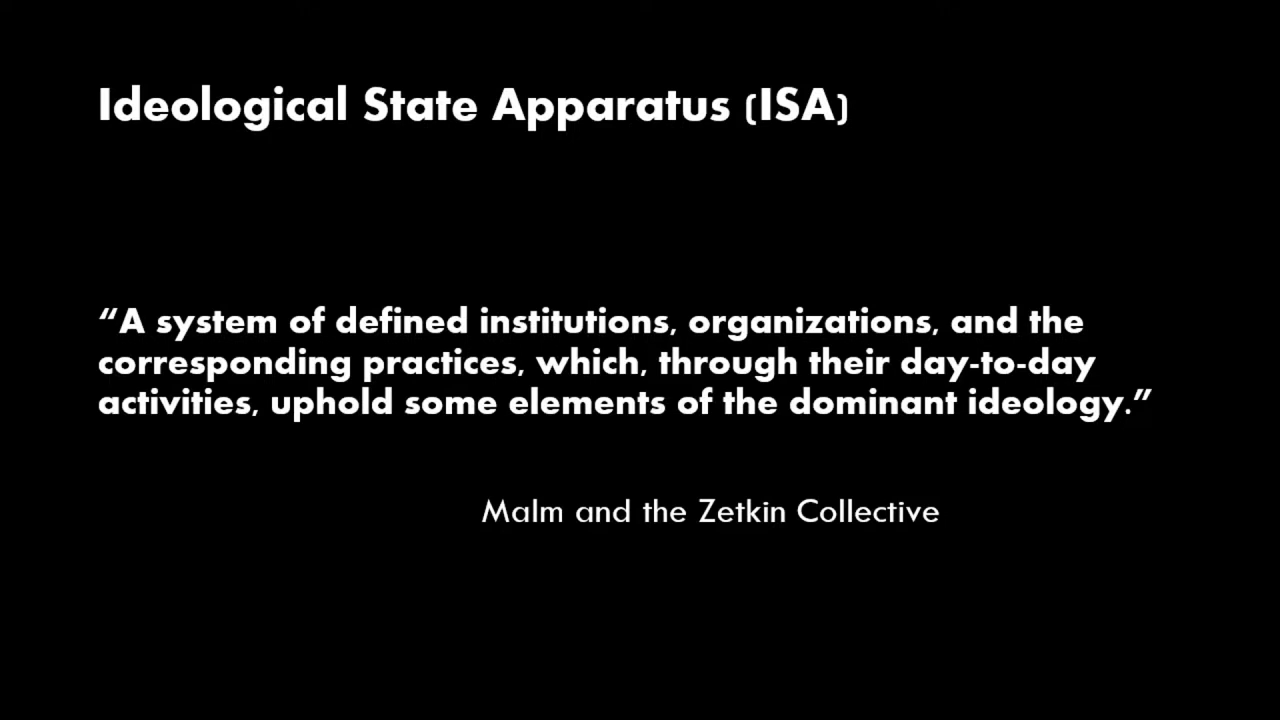 Ideological State Apparatus (ISA)
“A system of defined institutions, organizations, and the
corresponding practices, which, through their day-to-day
activities, uphold some elements of the dominant ideology.”
Malm and the Zetkin Collective